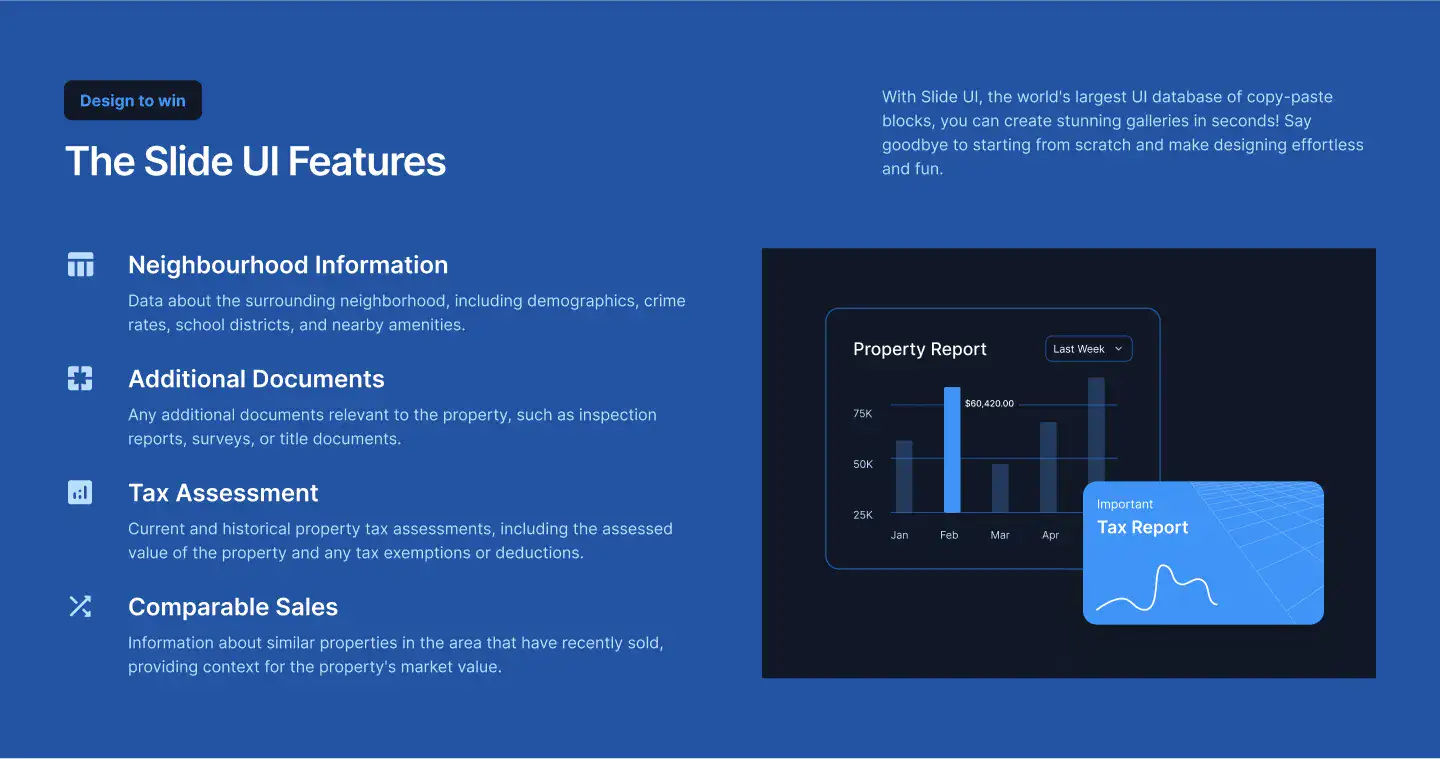 Design to win
The Slide UI Features
With Slide UI, the world's largest UI database of copy-paste
blocks, you can create stunning galleries in seconds! Say
goodbye to starting from scratch and make designing effortless
and fun.
Neighbourhood Information
Data about the surrounding neighborhood, including demographics, crime
rates, school districts, and nearby amenities.
Additional Documents
Any additional documents relevant to the property, such as inspection
reports, surveys, or title documents.
Tax Assessment
Current and historical property tax assessments, including the assessed
value of the property and any tax exemptions or deductions.
Comparable Sales
Information about similar properties in the area that have recently sold,
providing context for the property's market value.
Property Report
Last Week
$60,420.00
75K
50K
25K
Jan Feb Mar Apr
Important
Tax Report